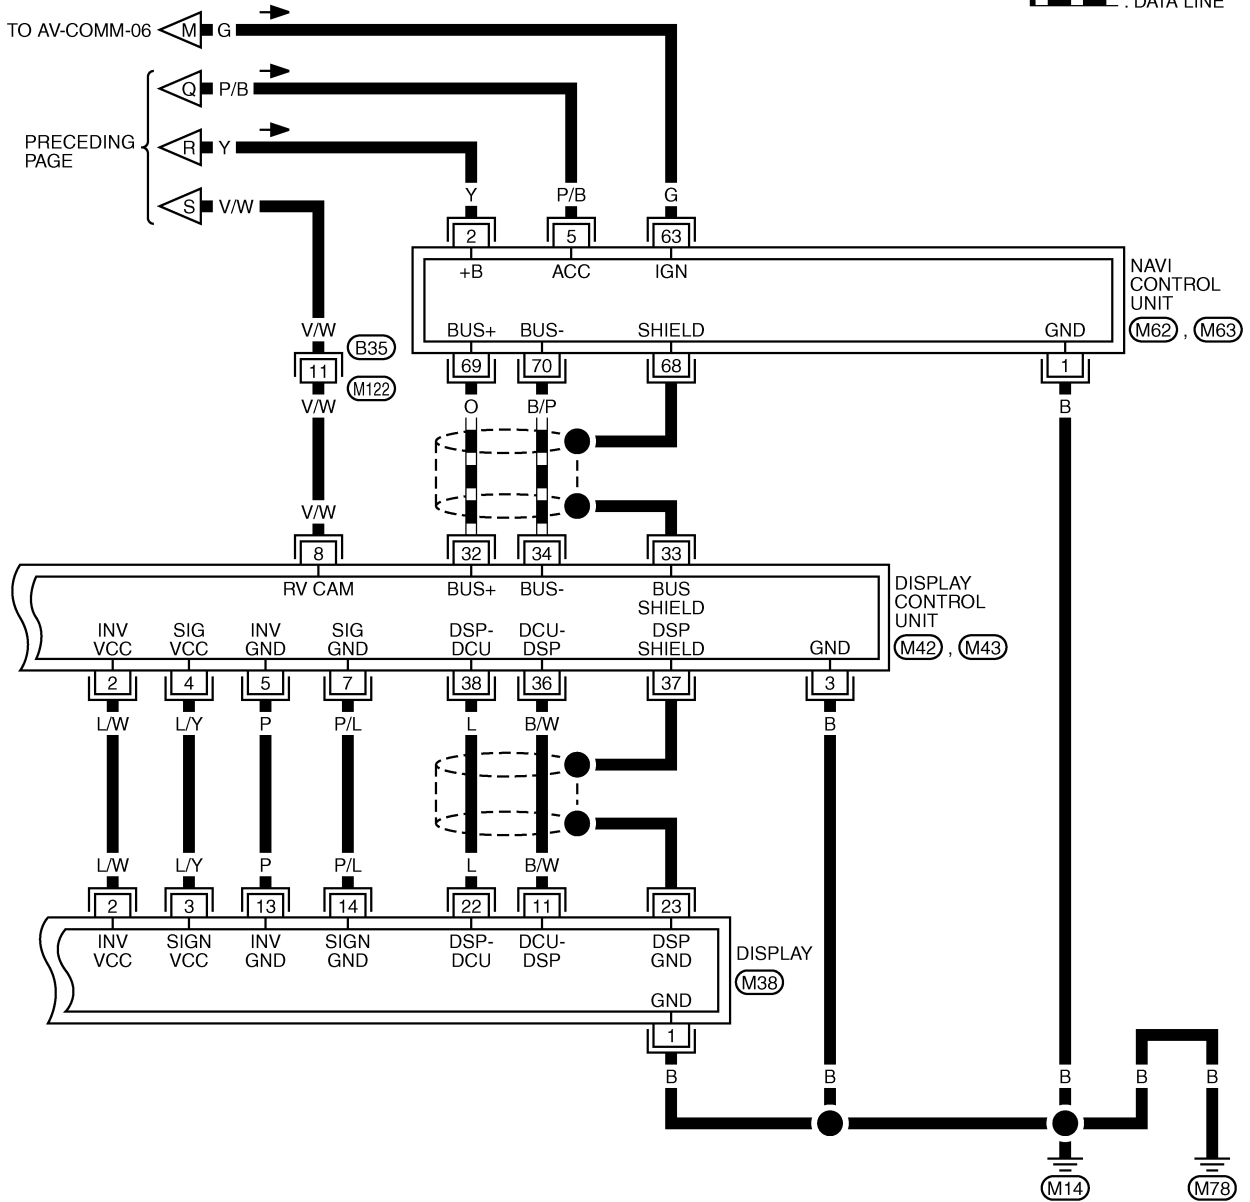 : DATA LINE
TO AV-COMM-06 M G
Q P/B
PRECEDING
PAGE
R Y
S V/W
Y P/B G
2 5 63
+B ACC IGN
NAVI
CONTROL
UNIT
M62 , M63
BUS+ BUS- SHIELD GND
69 70 68 1
V/W
B35
11
M122
V/W
O B/P B
V/W
8 32 34 33
RV CAM BUS+ BUS- BUS
SHIELD
DISPLAY
CONTROL
UNIT
M42 , M43
INV
VCC
SIG
VCC
INV
GND
SIG
GND
DSP-
DCU
DCU-
DSP
DSP
SHIELD
GND
2 4 5 7 38 36 37 3
L/W L/Y P P/L L B/W B
L/W L/Y P P/L L B/W
2 3 13 14 22 11 23
INV
VCC
SIGN
VCC
INV
GND
SIGN
GND
DSP-
DCU
DCU-
DSP
DSP
GND
DISPLAY
M38
GND
1
B B B B B
M14 M78